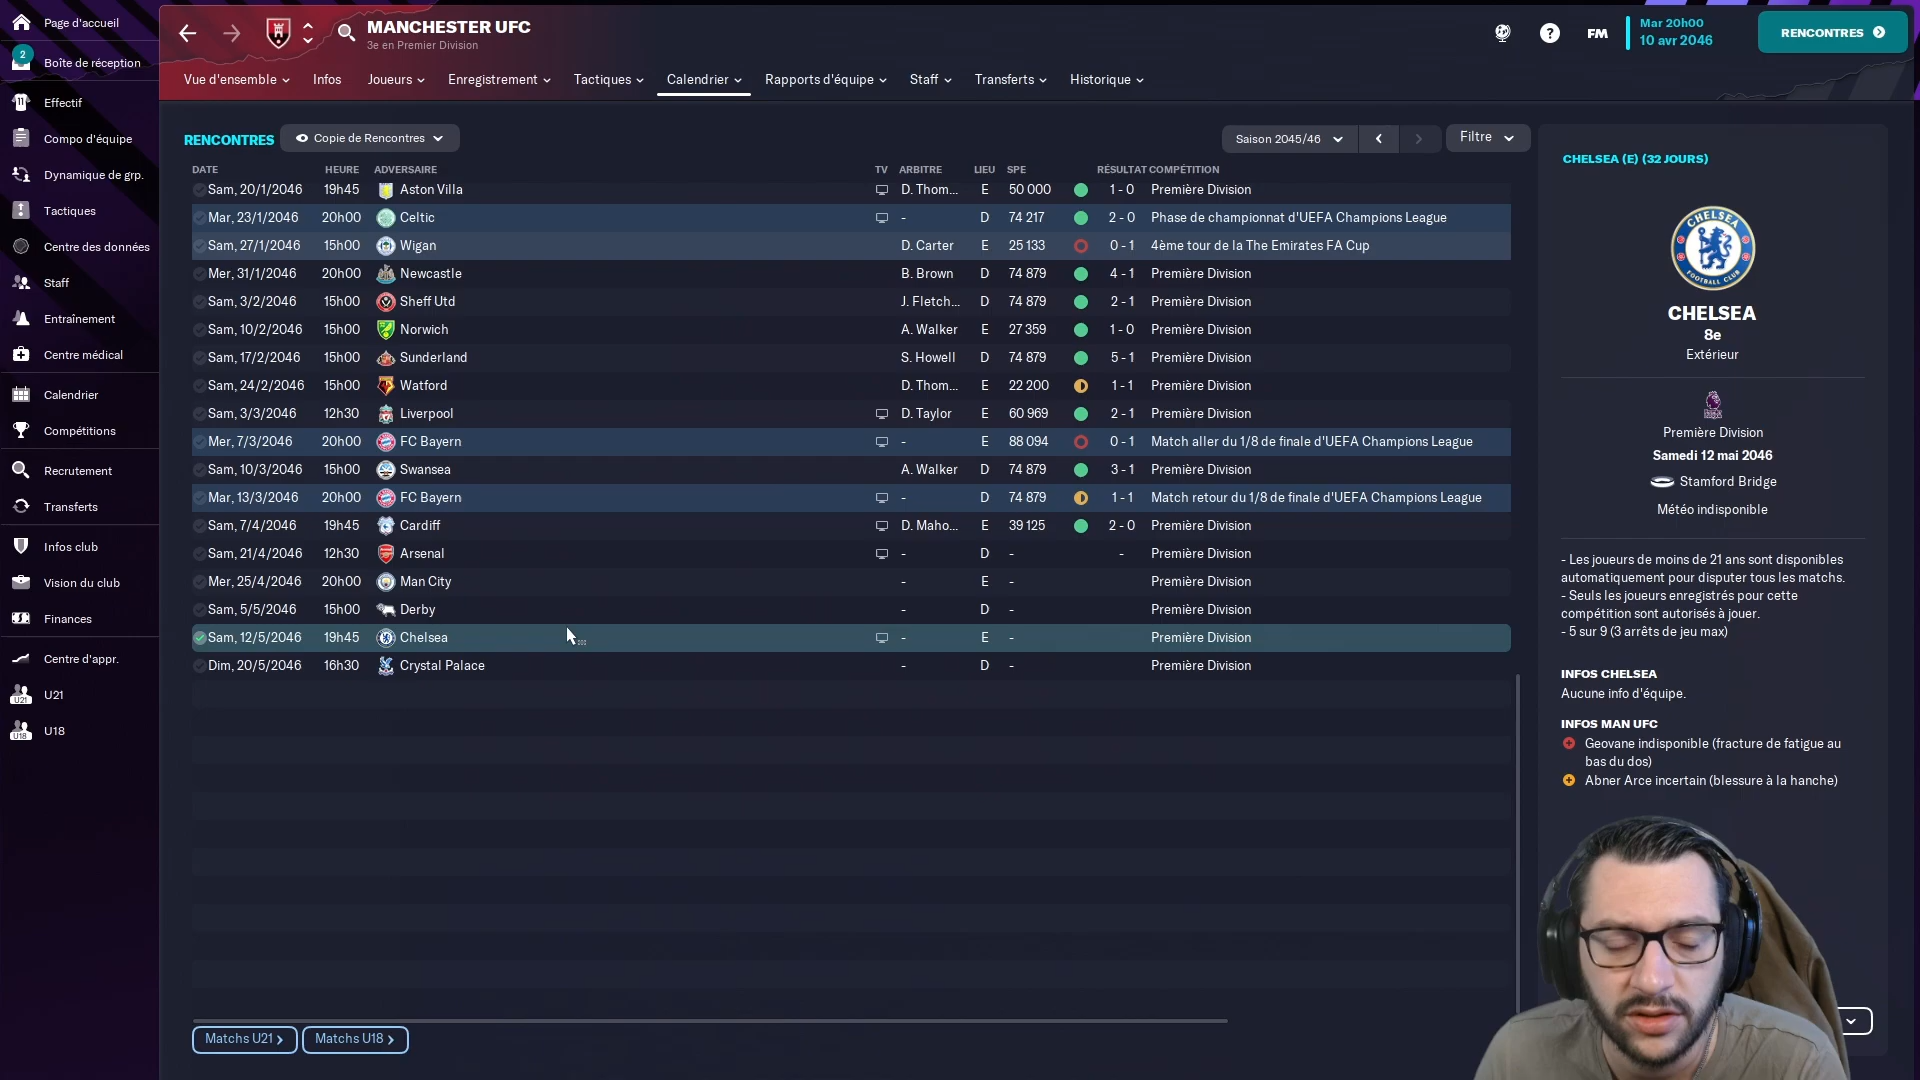 Page d'accueil
2
Boîte de réception
Effectif
Compo d'équipe
Dynamique de grp.
Tactiques
Centre des données
Staff
Entraînement
Centre médical
Calendrier
Compétitions
Recrutement
Transferts
Infos club
Vision du club
Finances
Centre d'appr.
U21
U21
U18
U18
MANCHESTER UFC
3e en Premier Division
FM
Mar 20h00
10 avr 2046
RENCONTRES
Vue d'ensemble Infos Joueurs Enregistrement Tactiques Calendrier Rapports d'équipe Staff Transferts Historique
RENCONTRES Copie de Rencontres Saison 2045/46 Filtre
DATE HEURE ADVERSAIRE TV ARBITRE LIEU SPE RÉSULTAT COMPÉTITION
Sam, 20/1/2046 19h45 Aston Villa D. Thom... E 50 000 1 - 0 Première Division
Mar, 23/1/2046 20h00 Celtic - D 74 217 2 - 0 Phase de championnat d'UEFA Champions League
Sam, 27/1/2046 15h00 Wigan D. Carter E 25 133 0 - 1 4ème tour de la The Emirates FA Cup
Mer, 31/1/2046 20h00 Newcastle B. Brown D 74 879 4 - 1 Première Division
Sam, 3/2/2046 15h00 Sheff Utd J. Fletch... D 74 879 2 - 1 Première Division
Sam, 10/2/2046 15h00 Norwich A. Walker E 27 359 1 - 0 Première Division
Sam, 17/2/2046 15h00 Sunderland S. Howell D 74 879 5 - 1 Première Division
Sam, 24/2/2046 15h00 Watford D. Thom... E 22 200 1 - 1 Première Division
Sam, 3/3/2046 12h30 Liverpool D. Taylor E 60 969 2 - 1 Première Division
Mer, 7/3/2046 20h00 FC Bayern - E 88 094 0 - 1 Match aller du 1/8 de finale d'UEFA Champions League
Sam, 10/3/2046 15h00 Swansea A. Walker D 74 879 3 - 1 Première Division
Mar, 13/3/2046 20h00 FC Bayern - D 74 879 1 - 1 Match retour du 1/8 de finale d'UEFA Champions League
Sam, 7/4/2046 19h45 Cardiff D. Maho... E 39 125 2 - 0 Première Division
Sam, 21/4/2046 12h30 Arsenal - D - - Première Division
Mer, 25/4/2046 20h00 Man City - E - Première Division
Sam, 5/5/2046 15h00 Derby - D - Première Division
Sam, 12/5/2046 19h45 Chelsea - E - Première Division
Dim, 20/5/2046 16h30 Crystal Palace - D - Première Division
Matchs U21 Matchs U18
CHELSEA (E) (32 JOURS)
CHELSEA
FOOTBALL CLUB
CHELSEA
8e
Extérieur
Première Division
Samedi 12 mai 2046
Stamford Bridge
Météo indisponible
- Les joueurs de moins de 21 ans sont disponibles
automatiquement pour disputer tous les matchs.
- Seuls les joueurs enregistrés pour cette
compétition sont autorisés à jouer.
- 5 sur 9 (3 arrêts de jeu max)
INFOS CHELSEA
Aucune info d'équipe.
INFOS MAN UFC
Geovane indisponible (fracture de fatigue au
bas du dos)
Abner Arce incertain (blessure à la hanche)